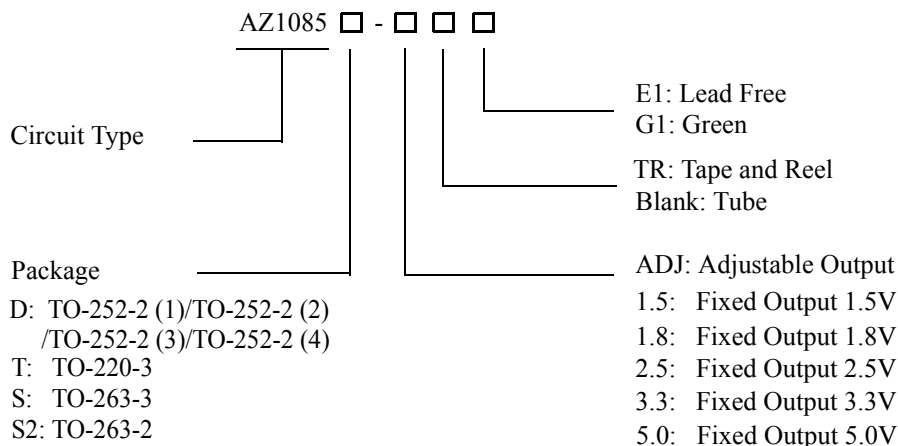 AZ1085 □ - □ □ □
Circuit Type
E1: Lead Free
G1: Green
TR: Tape and Reel
Blank: Tube
Package
D: TO-252-2 (1)/TO-252-2 (2)
/TO-252-2 (3)/TO-252-2 (4)
T: TO-220-3
S: TO-263-3
S2: TO-263-2
ADJ: Adjustable Output
1.5: Fixed Output 1.5V
1.8: Fixed Output 1.8V
2.5: Fixed Output 2.5V
3.3: Fixed Output 3.3V
5.0: Fixed Output 5.0V